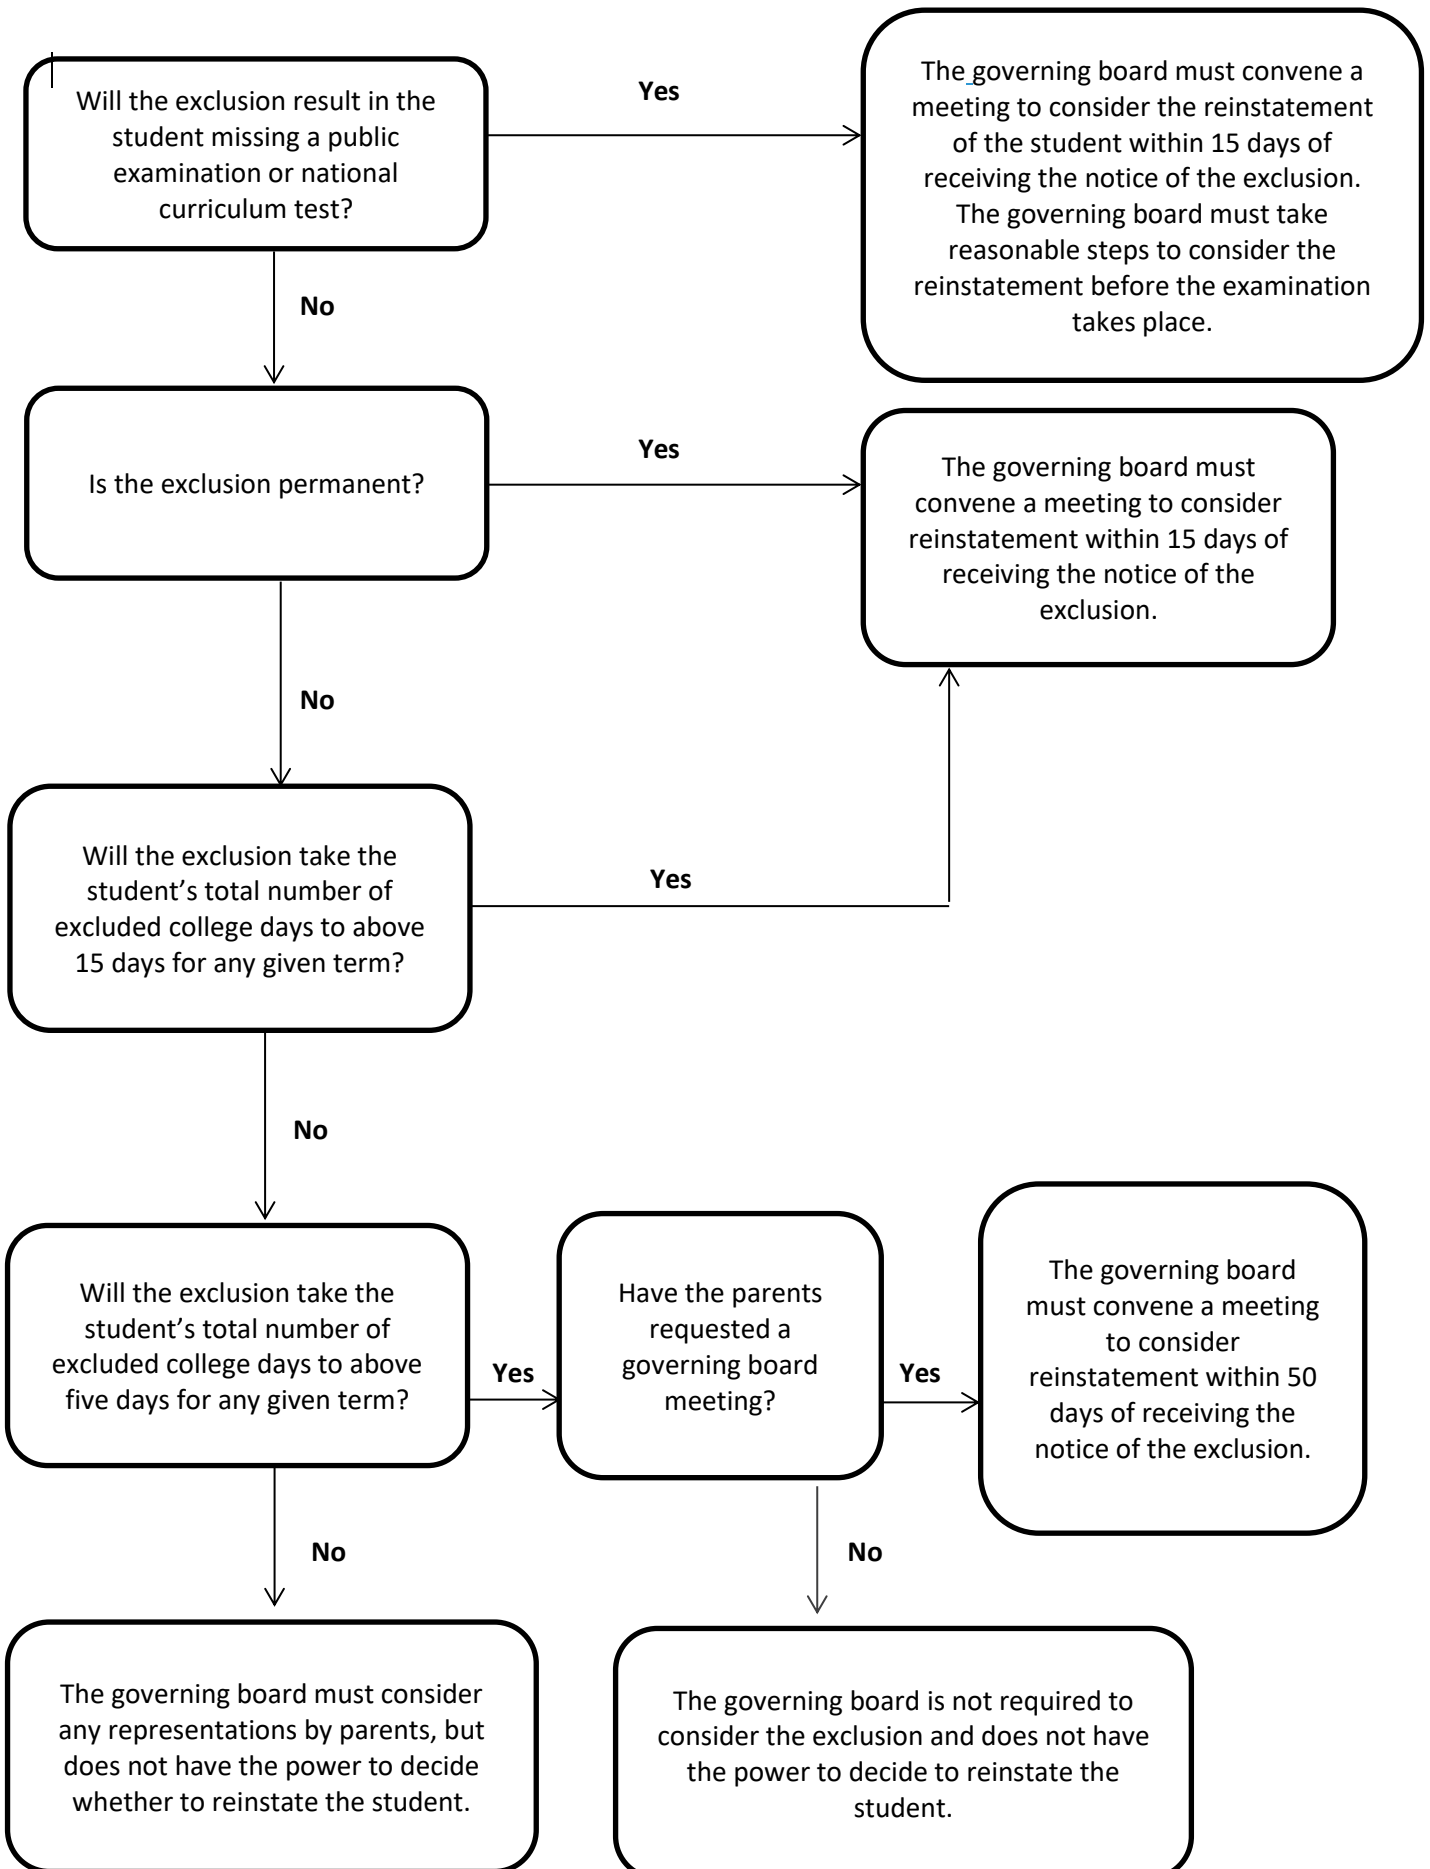 Will the exclusion result in the
student missing a public
examination or national
curriculum test?
Yes
The governing board must convene a
meeting to consider the reinstatement
of the student within 15 days of
receiving the notice of the exclusion.
The governing board must take
reasonable steps to consider the
reinstatement before the examination
takes place.
No
Is the exclusion permanent?
Yes
The governing board must
convene a meeting to consider
reinstatement within 15 days of
receiving the notice of the
exclusion.
No
Will the exclusion take the
student’s total number of
excluded college days to above
15 days for any given term?
Yes
No
Will the exclusion take the
student’s total number of
excluded college days to above
five days for any given term?
Yes
Have the parents
requested a
governing board
meeting?
Yes
The governing board
must convene a meeting
to consider
reinstatement within 50
days of receiving the
notice of the exclusion.
No
No
The governing board must consider
any representations by parents, but
does not have the power to decide
whether to reinstate the student.
The governing board is not required to
consider the exclusion and does not have
the power to decide to reinstate the
student.